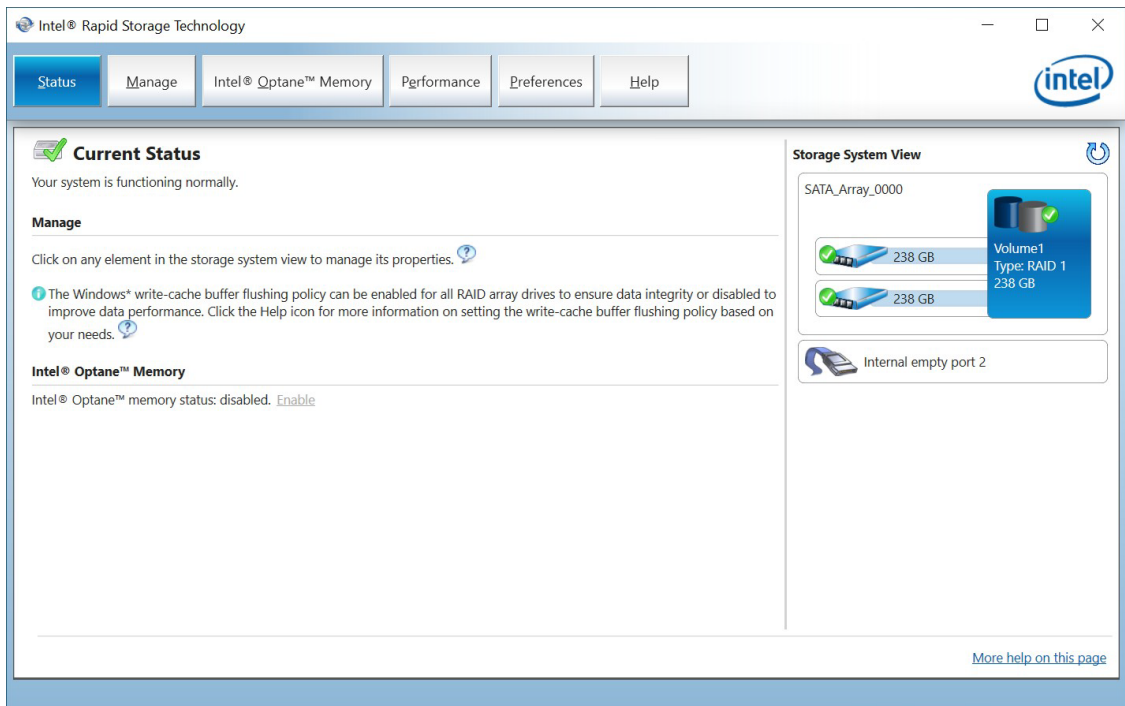 Intel® Rapid Storage Technology
Status
Manage
Intel® Optane™ Memory
Performance
Preferences
Help
intel
Current Status
Your system is functioning normally.
Manage
Click on any element in the storage system view to manage its properties.
The Windows* write-cache buffer flushing policy can be enabled for all RAID array drives to ensure data integrity or disabled to
improve data performance. Click the Help icon for more information on setting the write-cache buffer flushing policy based on
your needs.
Intel® Optane™ Memory
Intel® Optane™ memory status: disabled. Enable
Storage System View
SATA_Array_0000
238 GB
238 GB
Volume1
Type: RAID 1
238 GB
Internal empty port 2
More help on this page